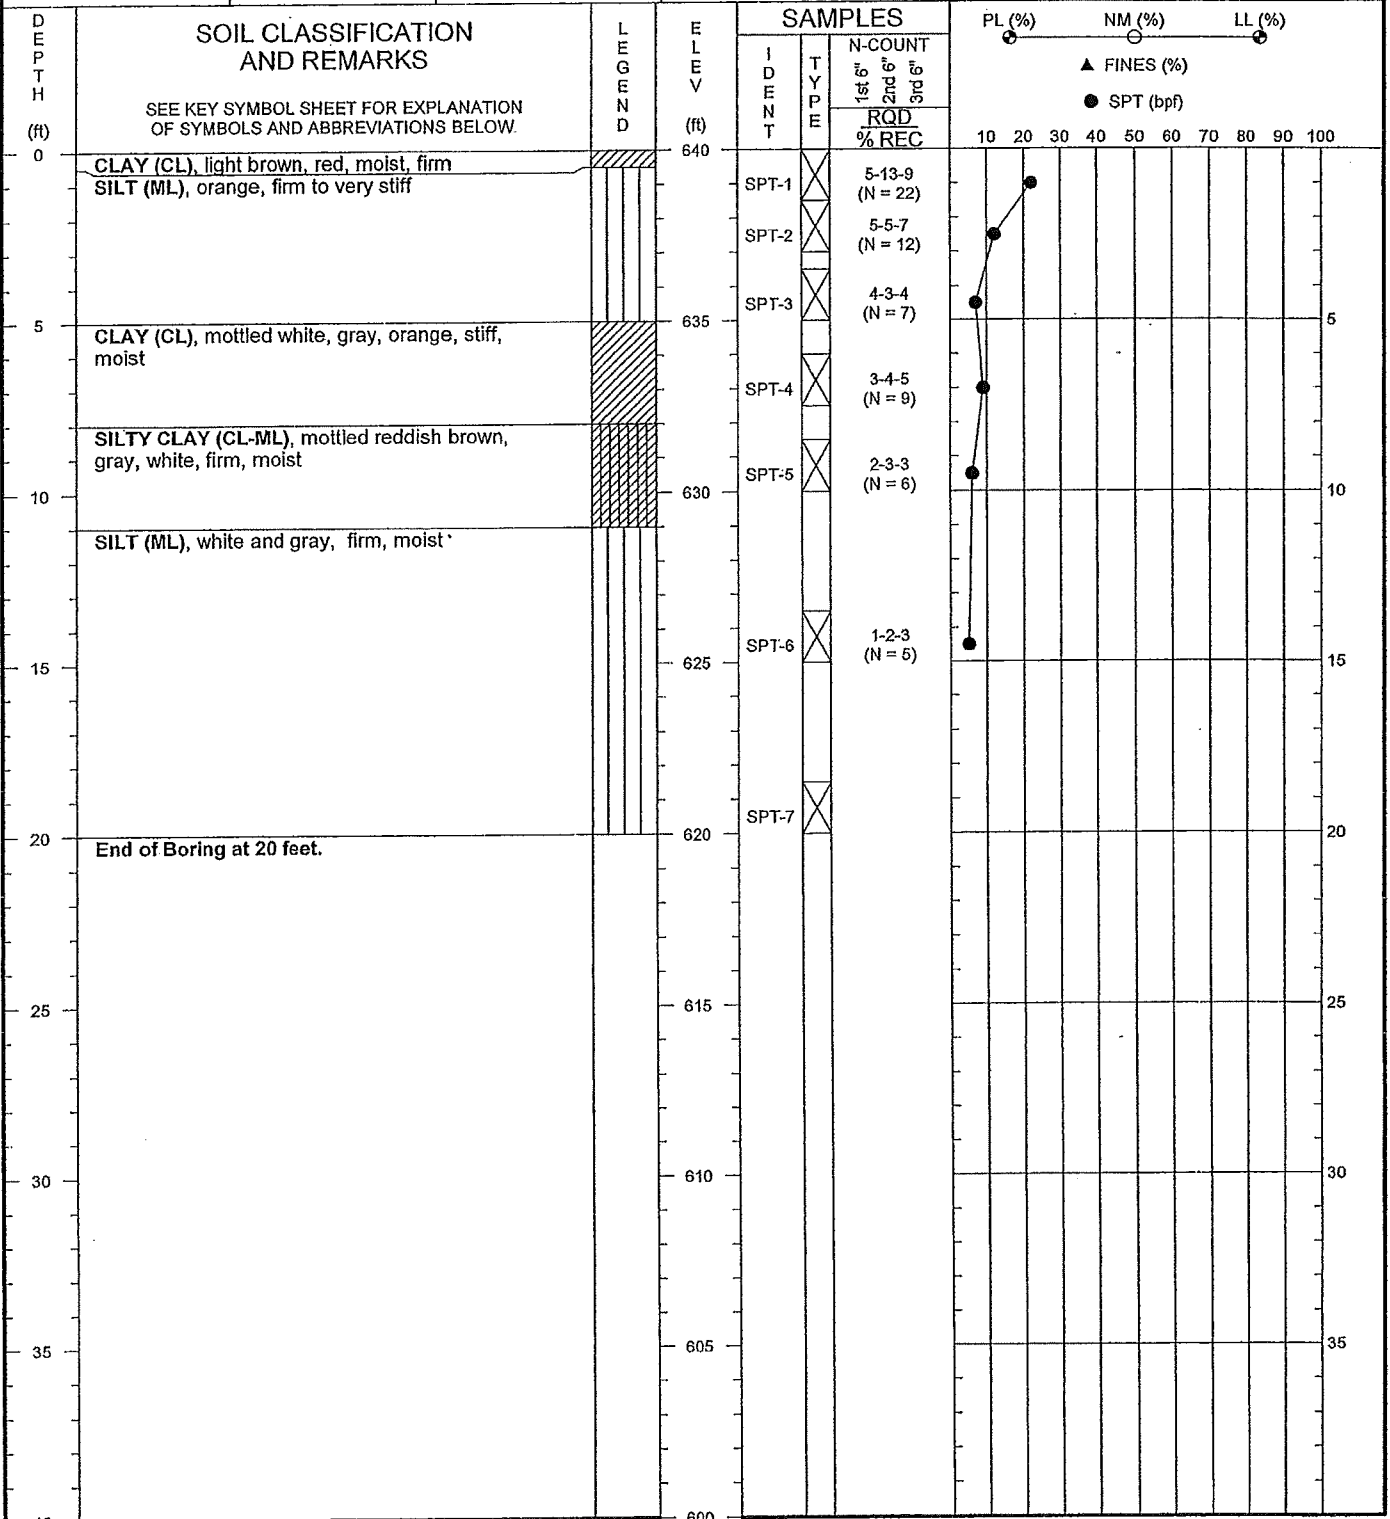 DEPTH
(ft)
SOIL CLASSIFICATION
AND REMARKS
SEE KEY SYMBOL SHEET FOR EXPLANATION
OF SYMBOLS AND ABBREVIATIONS BELOW.
LEGEND
ELEV
(ft)
SAMPLES
IDENT
TYPE
N-COUNT
1st 6"
2nd 6"
3rd 6"
RQD
% REC
PL (%) NM (%) LL (%)
▲ FINES (%)
● SPT (bpf)
10 20 30 40 50 60 70 80 90 100
0
CLAY (CL), light brown, red, moist, firm
640
SILT (ML), orange, firm to very stiff
SPT-1
5-13-9
(N = 22)
SPT-2
5-5-7
(N = 12)
SPT-3
4-3-4
(N = 7)
5
CLAY (CL), mottled white, gray, orange, stiff,
moist
635
5
SPT-4
3-4-5
(N = 9)
SILTY CLAY (CL-ML), mottled reddish brown,
gray, white, firm, moist
SPT-5
2-3-3
(N = 6)
10
630
10
SILT (ML), white and gray, firm, moist
SPT-6
1-2-3
(N = 5)
15
625
15
SPT-7
20
End of Boring at 20 feet.
620
20
25
615
25
30
610
30
35
605
35
600